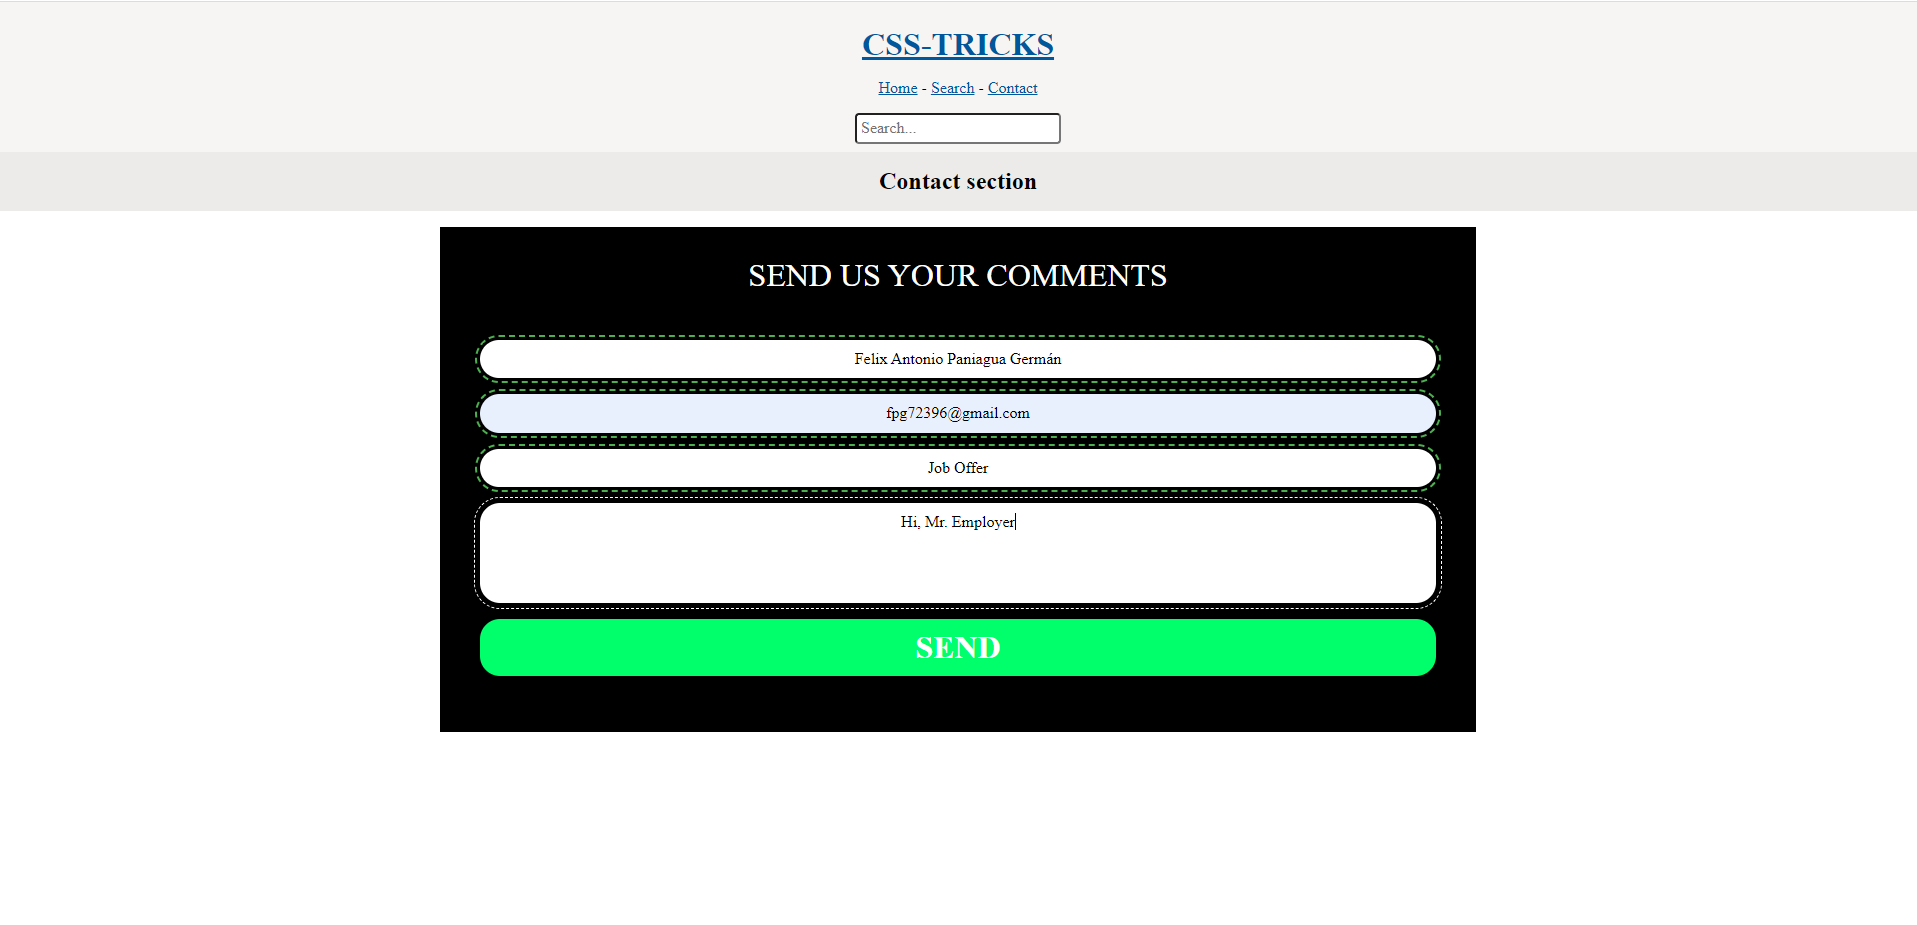 CSS-TRICKS
Home - Search - Contact
Search...
Contact section
SEND US YOUR COMMENTS
Felix Antonio Paniagua Germán
fpg72396@gmail.com
Job Offer
Hi, Mr. Employer
SEND